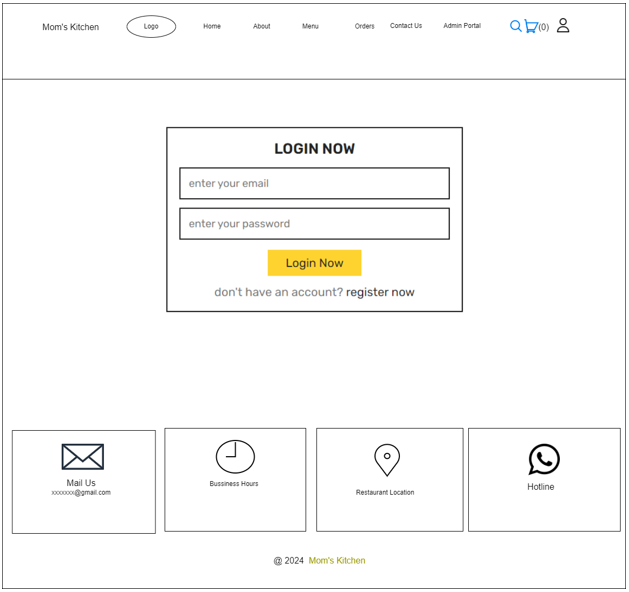 Mom's Kitchen
Logo
Home
About
Menu
Orders
Contact Us
Admin Portal
(0)
LOGIN NOW
enter your email
enter your password
Login Now
don't have an account? register now
Mail Us
xxxxxxx@gmail.com
Bussiness Hours
Restaurant Location
Hotline
@ 2024 Mom's Kitchen